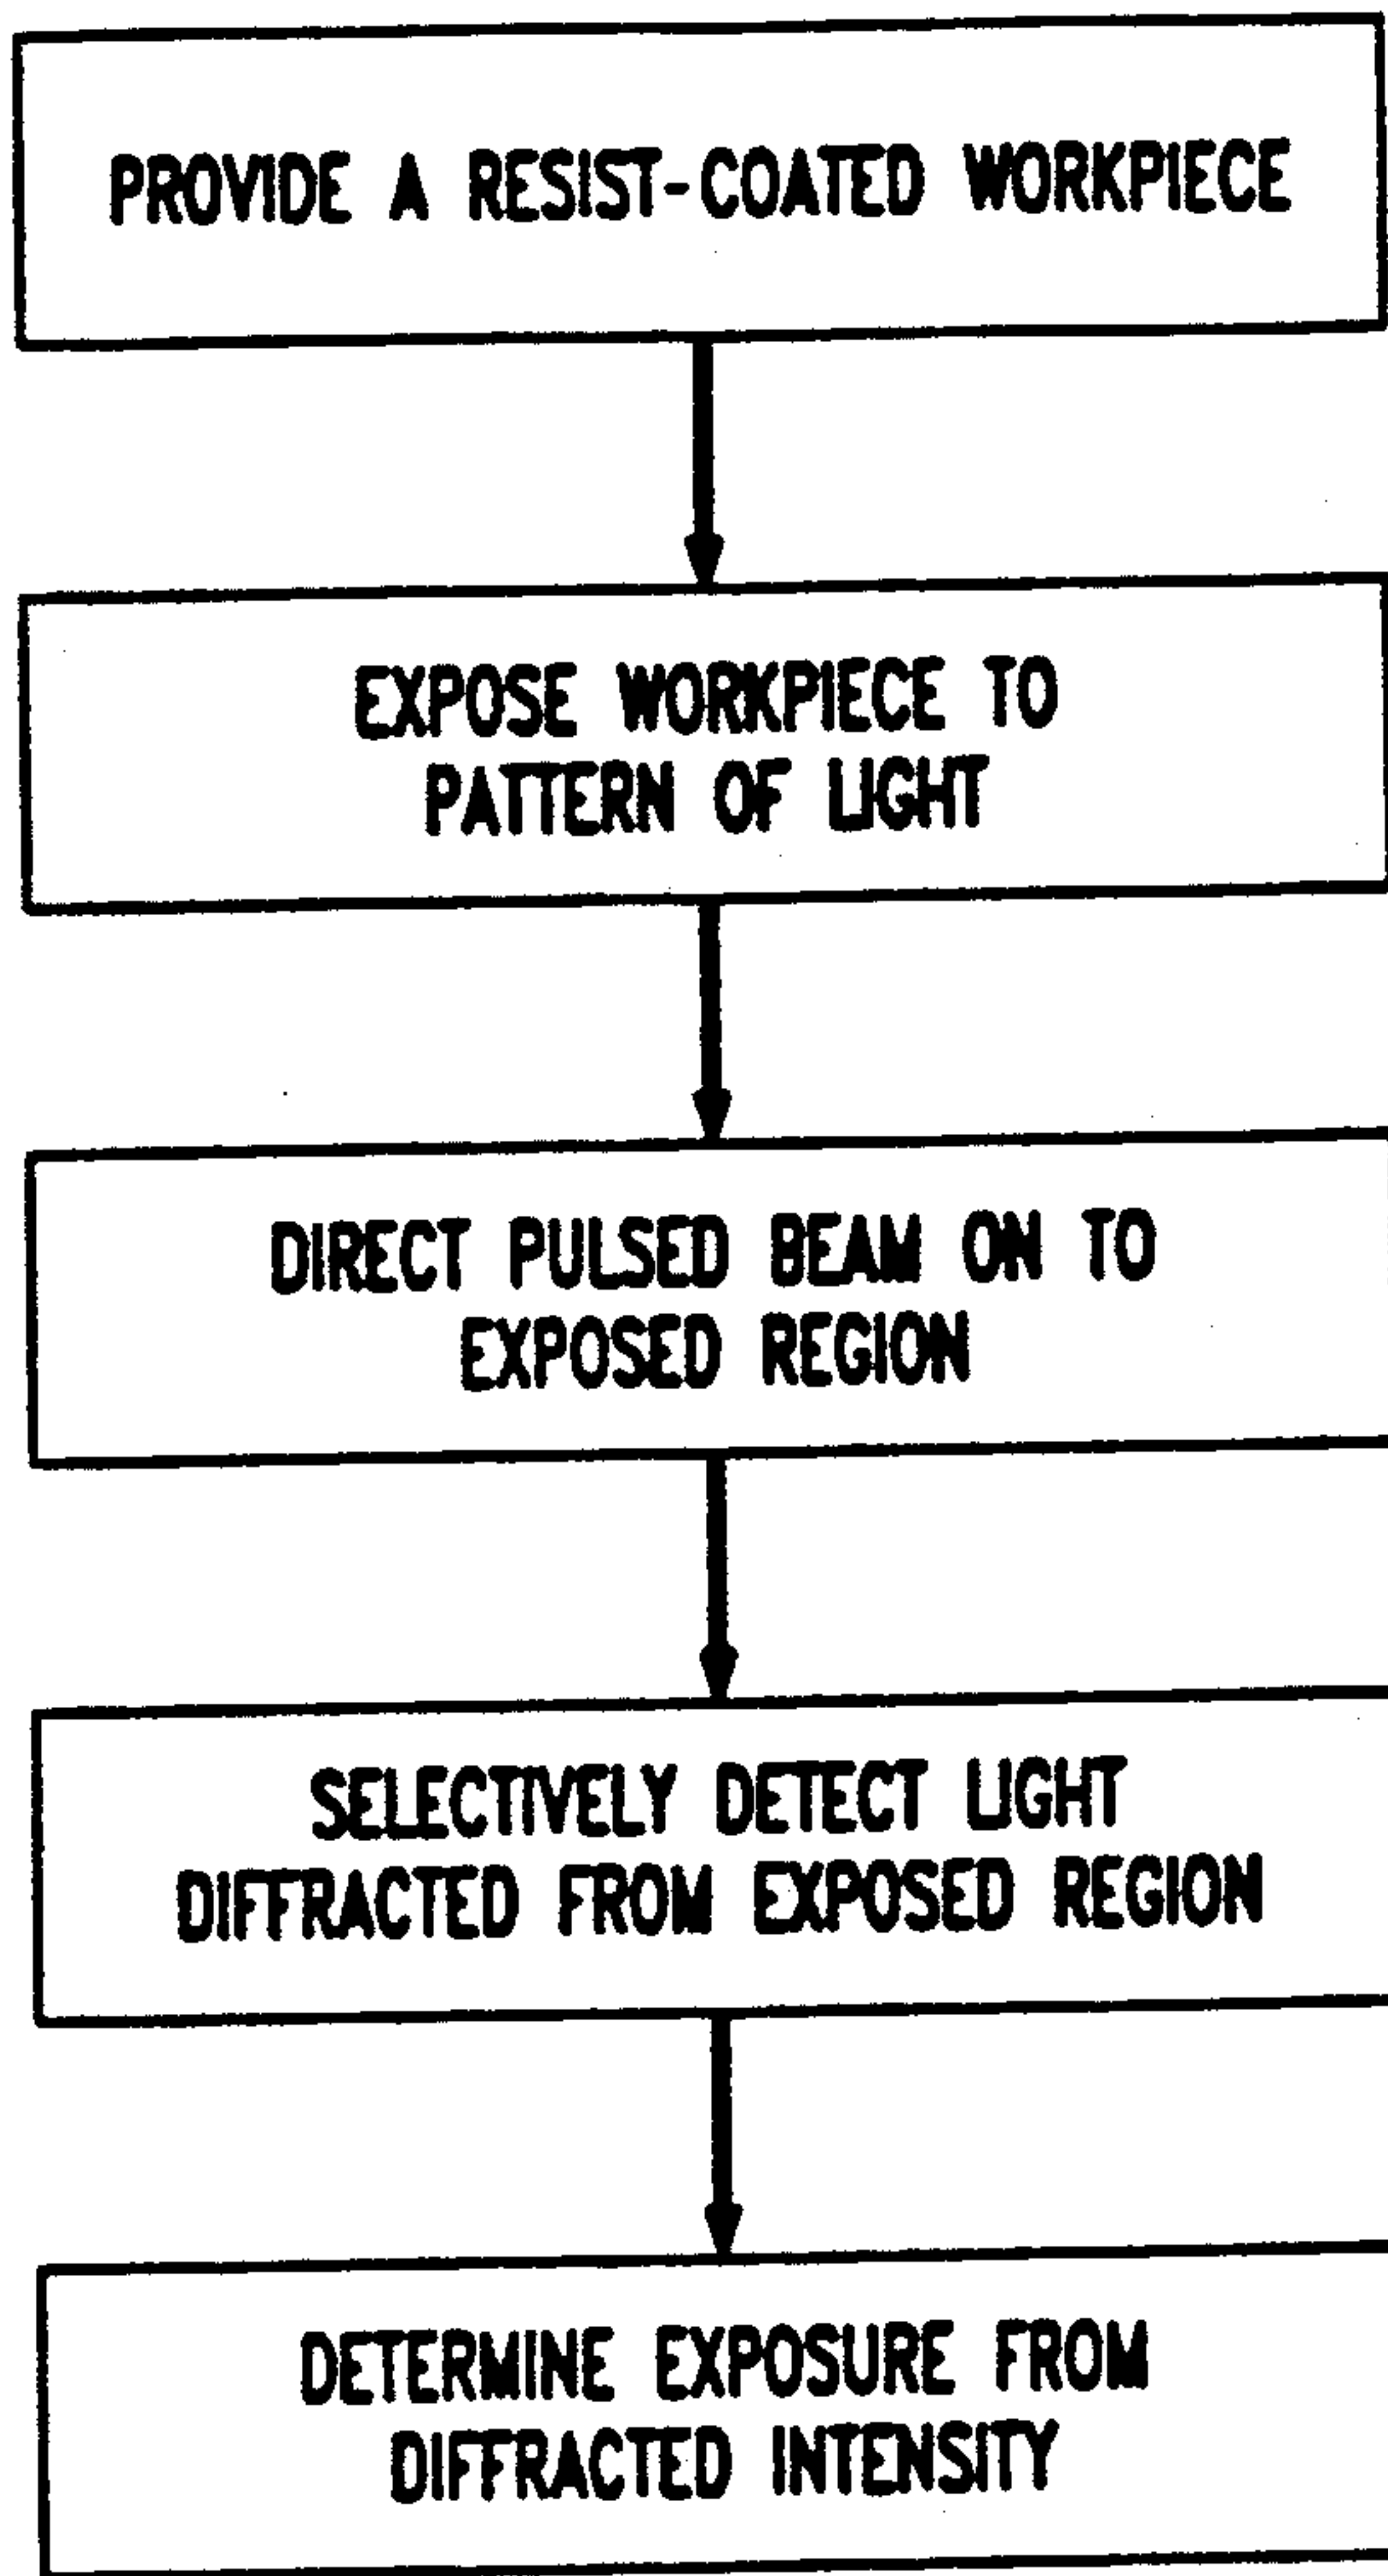 PROVIDE A RESIST-COATED WORKPIECE
EXPOSE WORKPIECE TO
PATTERN OF LIGHT
DIRECT PULSED BEAM ON TO
EXPOSED REGION
SELECTIVELY DETECT LIGHT
DIFFRACTED FROM EXPOSED REGION
DETERMINE EXPOSURE FROM
DIFFRACTED INTENSITY